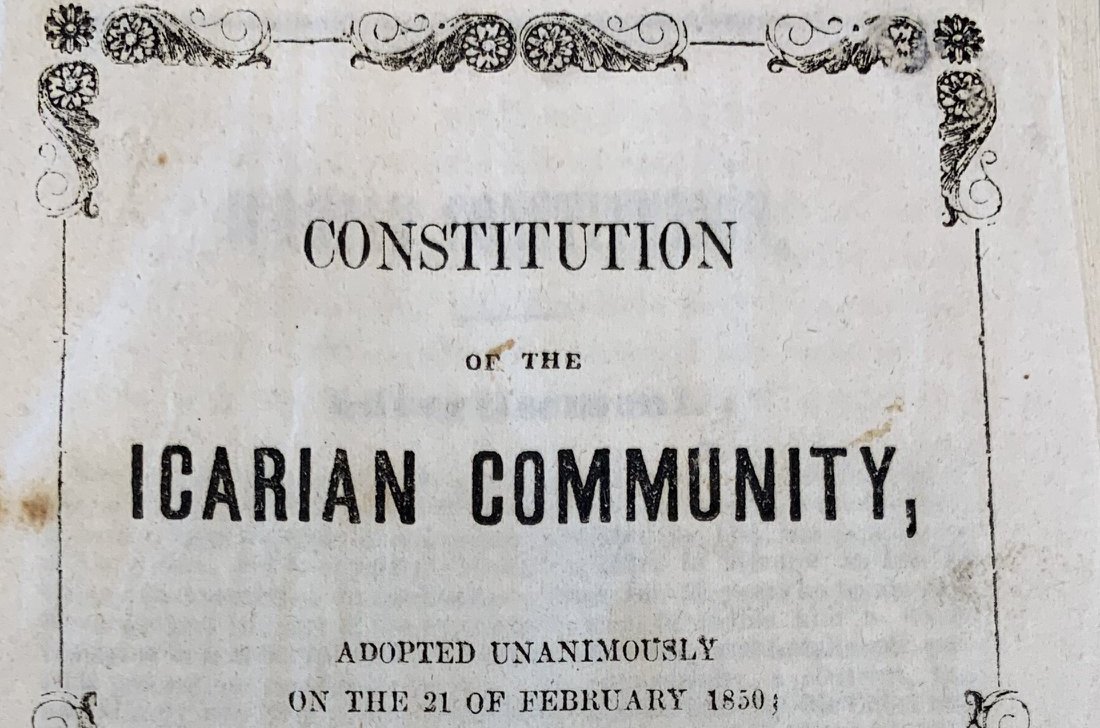 CONSTITUTION
OF THE
ICARIAN COMMUNITY,
ADOPTED UNANIMOUSLY
ON THE 21 OF FEBRUARY 1850;